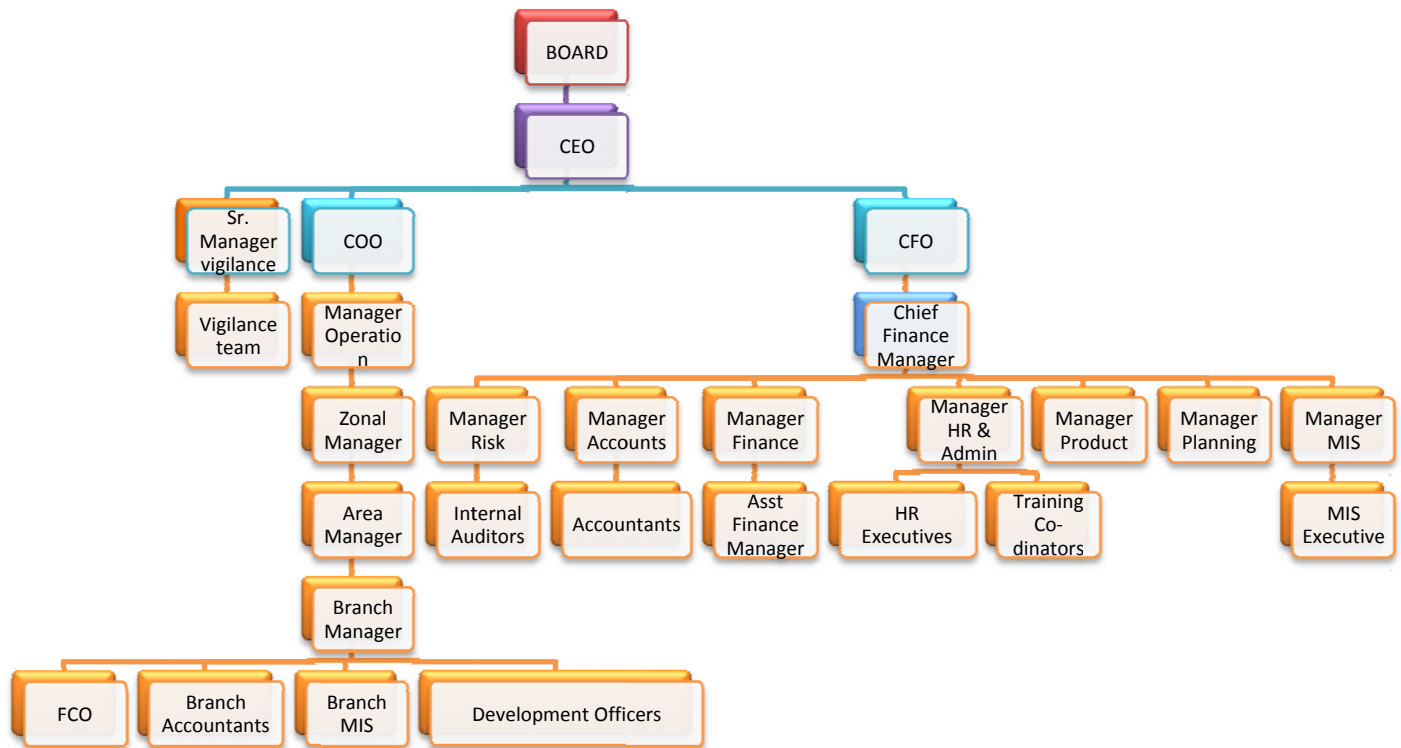 BOARD
CEO
Sr.
Manager
vigilance
COO
CFO
Vigilance
team
Manager
Operatio
n
Chief
Finance
Manager
Zonal
Manager
Manager
Risk
Manager
Accounts
Manager
Finance
Manager
HR &
Admin
Manager
Product
Manager
Planning
Manager
MIS
Area
Manager
Internal
Auditors
Accountants
Asst
Finance
Manager
HR
Executives
Training
Co-
dinators
MIS
Executive
Branch
Manager
FCO
Branch
Accountants
Branch
MIS
Development Officers